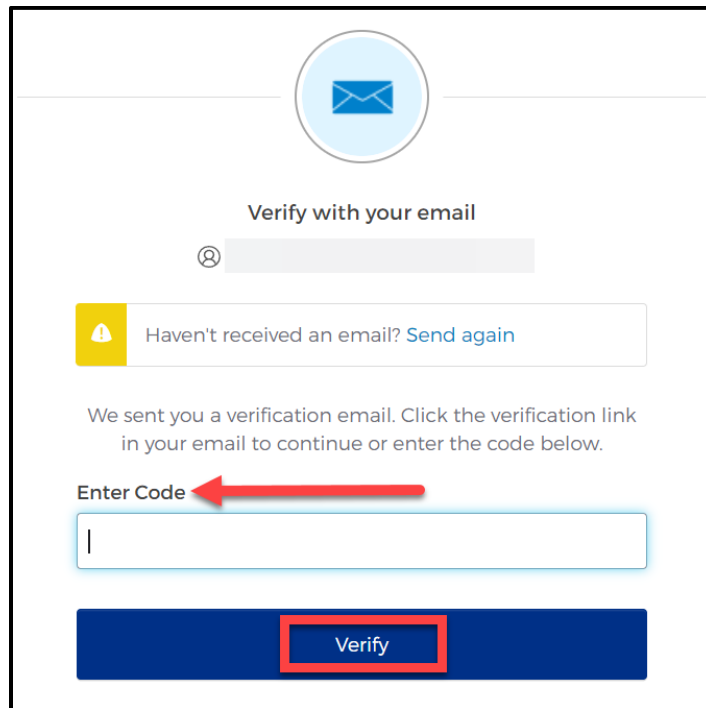 Verify with your email
Haven't received an email? Send again
We sent you a verification email. Click the verification link
in your email to continue or enter the code below.
Enter Code
Verify